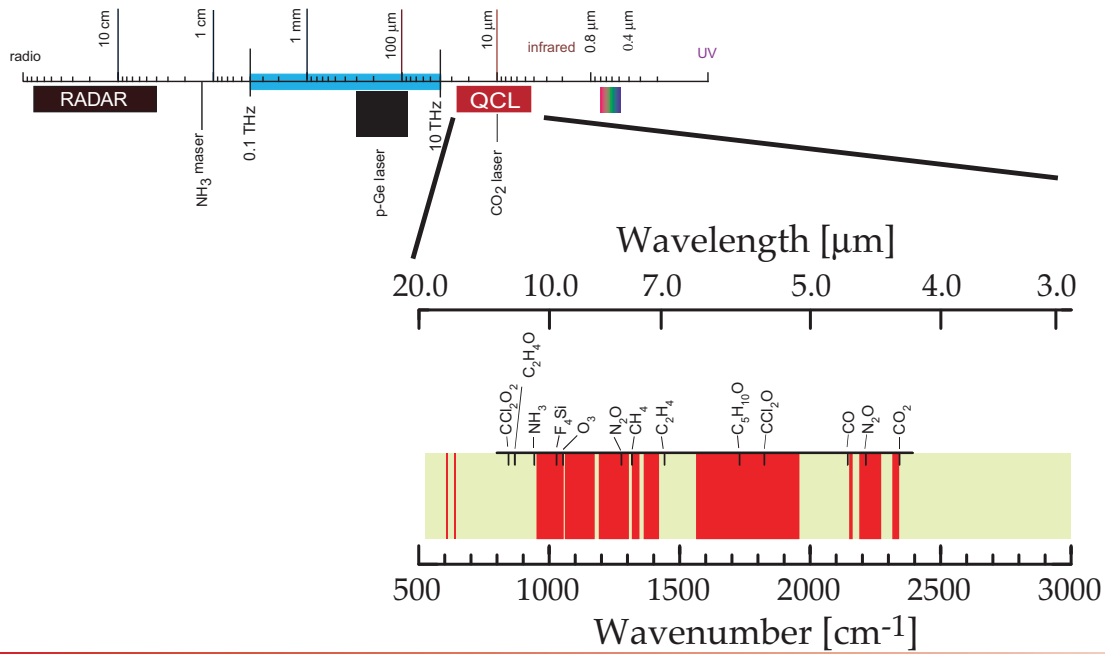 10 cm
1 cm
1 mm
100 µm
10 µm
0.8 µm
0.4 µm
radio
infrared
UV
RADAR
QCL
NH3 maser
0.1 THz
p-Ge laser
10 THz
CO2 laser
Wavelength [µm]
20.0 10.0 7.0 5.0 4.0 3.0
CCl2O2
C2H4O
NH3
F4Si
O3
N2O
CH4
C2H4
C5H10O
CCl2O
CO
N2O
CO2
500 1000 1500 2000 2500 3000
Wavenumber [cm-1]